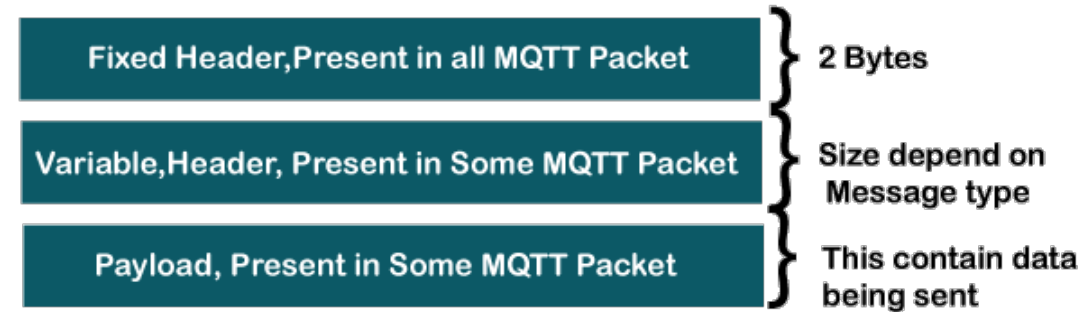 Fixed Header,Present in all MQTT Packet
2 Bytes
Variable,Header, Present in Some MQTT Packet
Size depend on
Message type
Payload, Present in Some MQTT Packet
This contain data
being sent